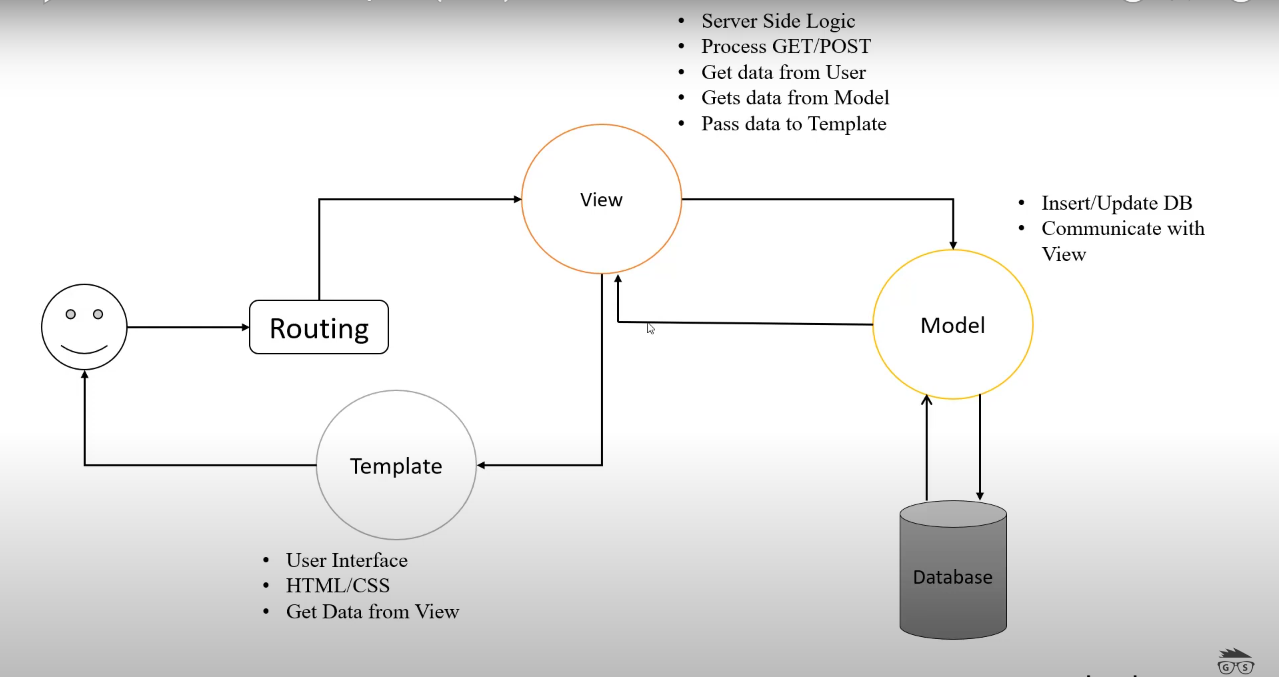 • Server Side Logic
• Process GET/POST
• Get data from User
• Gets data from Model
• Pass data to Template
View
• Insert/Update DB
• Communicate with
View
Routing
Model
Template
• User Interface
• HTML/CSS
• Get Data from View
Database
G S